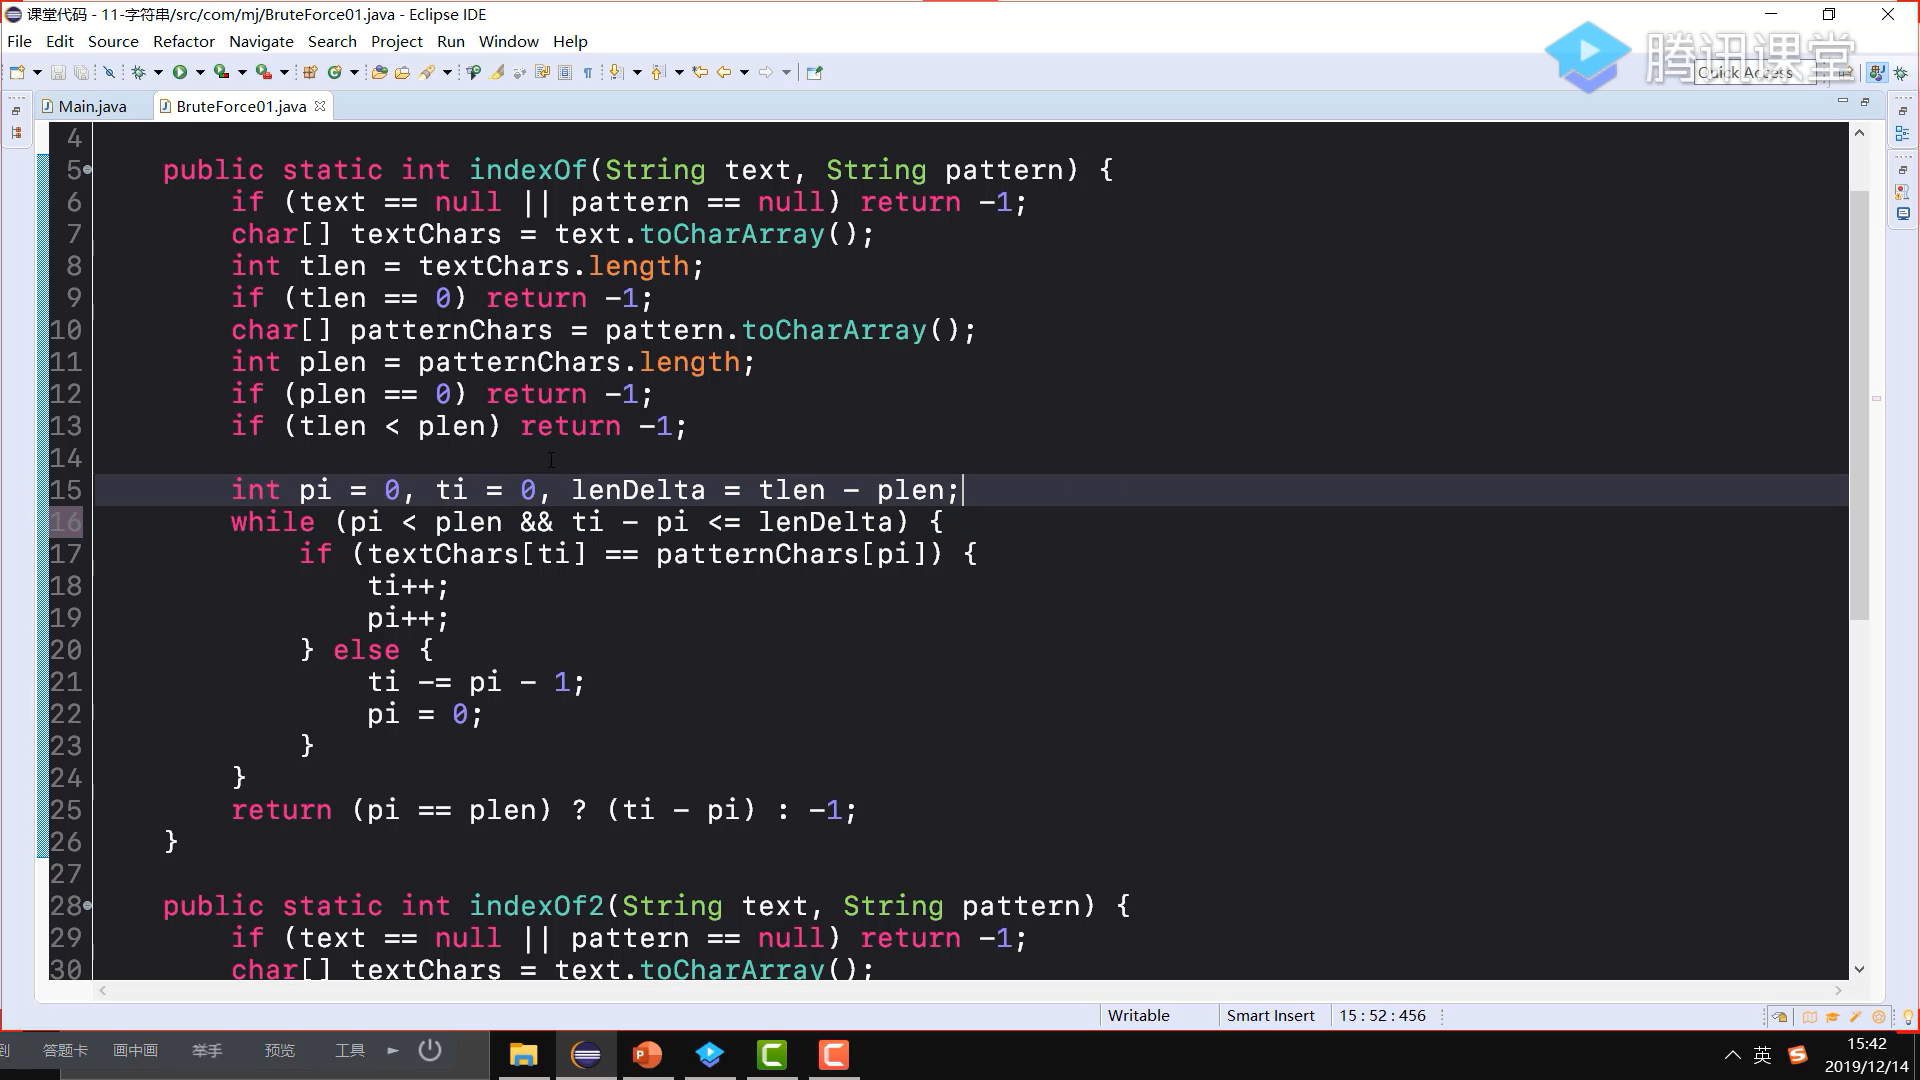 课堂代码 - 11-字符串/src/com/mj/BruteForce01.java - Eclipse IDE
File Edit Source Refactor Navigate Search Project Run Window Help
腾讯课堂
Quick Access
Main.java BruteForce01.java
4
5 public static int indexOf(String text, String pattern) {
6 if (text == null || pattern == null) return -1;
7 char[] textChars = text.toCharArray();
8 int tlen = textChars.length;
9 if (tlen == 0) return -1;
10 char[] patternChars = pattern.toCharArray();
11 int plen = patternChars.length;
12 if (plen == 0) return -1;
13 if (tlen < plen) return -1;
14
15 int pi = 0, ti = 0, lenDelta = tlen - plen;
16 while (pi < plen && ti - pi <= lenDelta) {
17 if (textChars[ti] == patternChars[pi]) {
18 ti++;
19 pi++;
20 } else {
21 ti -= pi - 1;
22 pi = 0;
23 }
24 }
25 return (pi == plen) ? (ti - pi) : -1;
26 }
27
28 public static int indexOf2(String text, String pattern) {
29 if (text == null || pattern == null) return -1;
30 char[] textChars = text.toCharArray();
Writable Smart Insert 15 : 52 : 456
到 答题卡 画中画 举手 预览 工具
英
15:42
2019/12/14